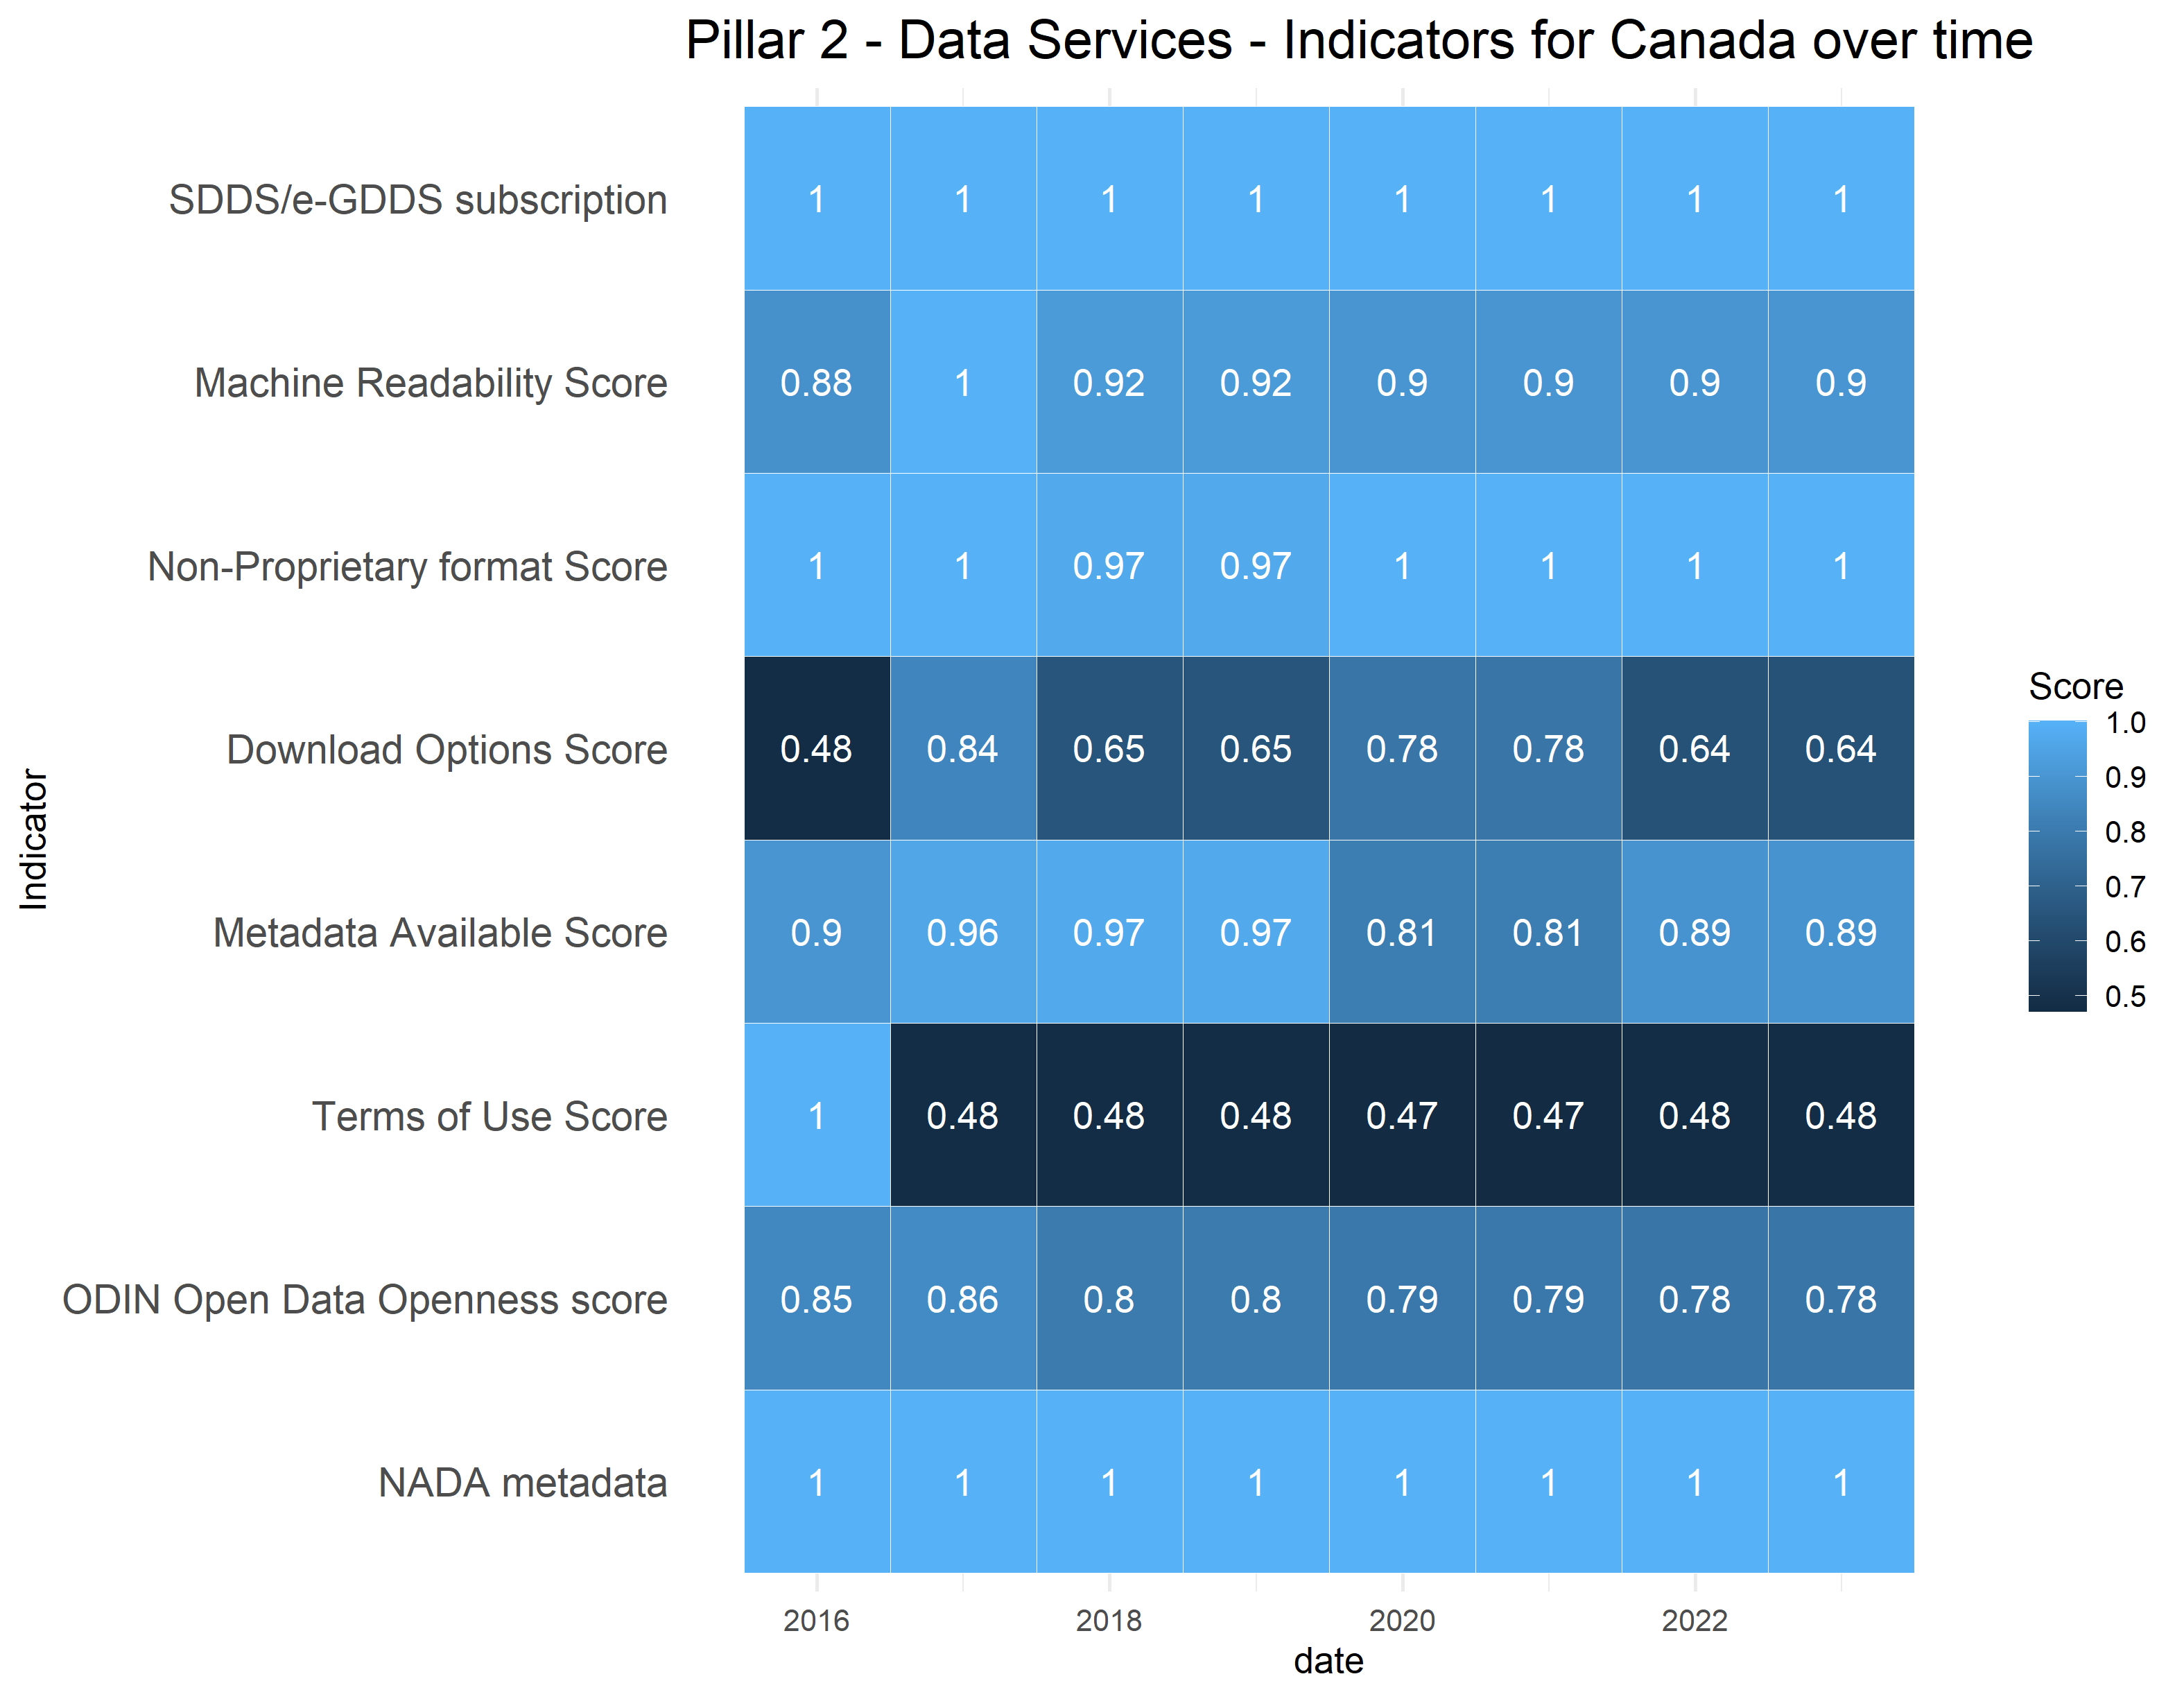 Pillar 2 - Data Services - Indicators for Canada over time
SDDS/e-GDDS subscription 1 1 1 1 1 1 1 1
Machine Readability Score 0.88 1 0.92 0.92 0.9 0.9 0.9 0.9
Non-Proprietary format Score 1 1 0.97 0.97 1 1 1 1
Download Options Score 0.48 0.84 0.65 0.65 0.78 0.78 0.64 0.64
Metadata Available Score 0.9 0.96 0.97 0.97 0.81 0.81 0.89 0.89
Terms of Use Score 1 0.48 0.48 0.48 0.47 0.47 0.48 0.48
ODIN Open Data Openness score 0.85 0.86 0.8 0.8 0.79 0.79 0.78 0.78
NADA metadata 1 1 1 1 1 1 1 1
2016 2018 2020 2022
date
Indicator
Score
1.0
0.9
0.8
0.7
0.6
0.5